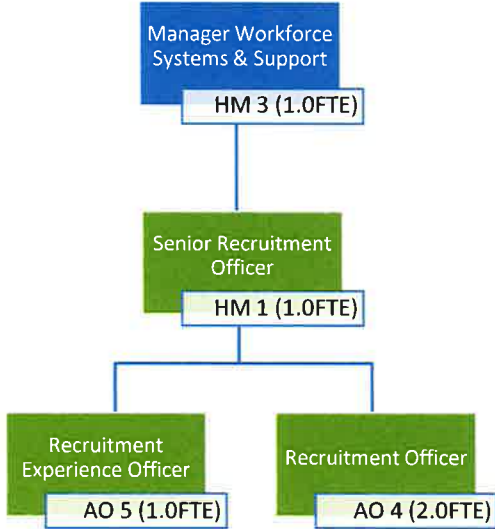 Manager Workforce
Systems & Support
HM 3 (1.0FTE)
Senior Recruitment
Officer
HM 1 (1.0FTE)
Recruitment
Experience Officer
AO 5 (1.0FTE)
Recruitment Officer
AO 4 (2.0FTE)